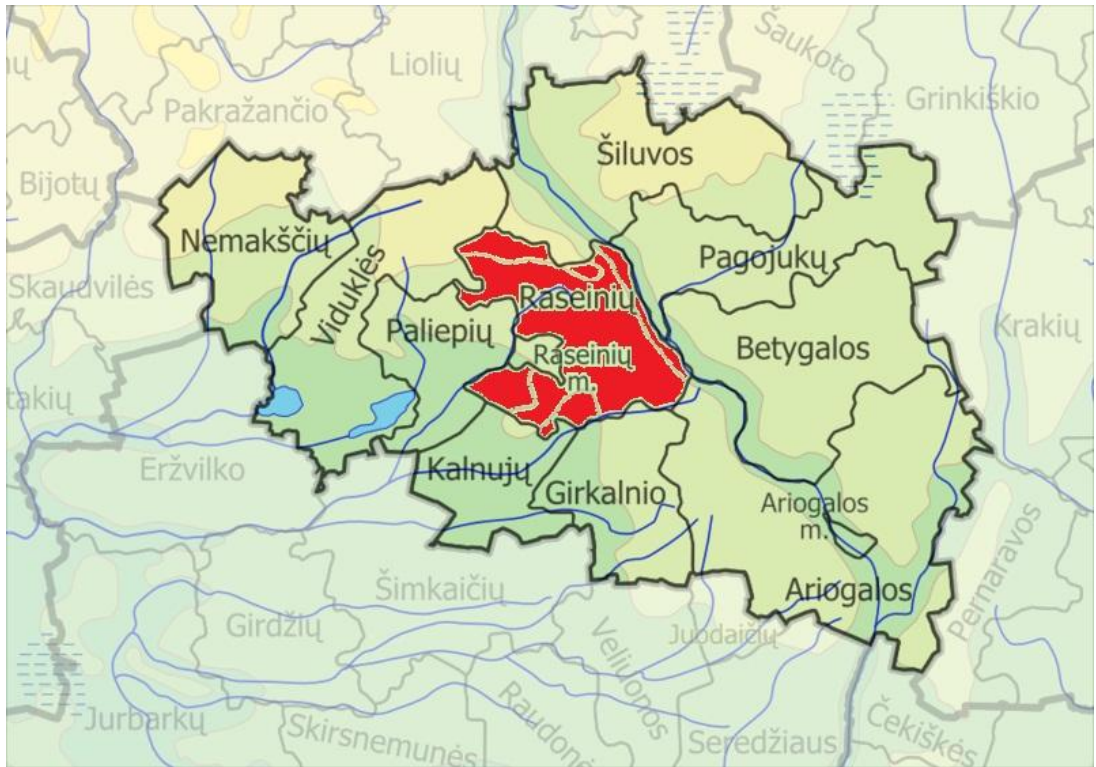 Šaukoto
Liolių
Grinkiškio
Pakražančio
Šiluvos
Bijotų
Nemakščių
Pagojukų
Skaudvilės
Viduklės
Raseinių
Krakių
Paliepių
Betygalos
Raseinių
m.
takių
Eržvilko
Kalnujų
Girkalnio
Ariogalos
m.
Pernaravos
Šimkaičių
Ariogalos
Girdžių
Juodaičių
Veliuonos
Jurbarkų
Skirsnemunės
Raudonė
Seredžiaus
Čekiškės